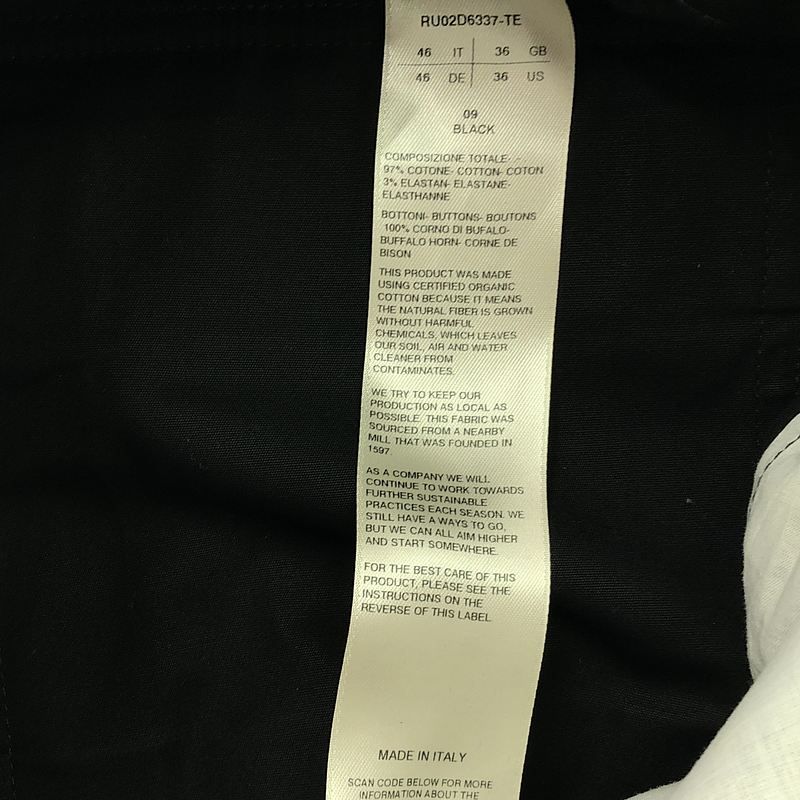 RU02D6337-TE
46 IT 36 GB
46 DE 36 US
09
BLACK
COMPOSIZIONE TOTALE- -
97% COTONE- COTTON- COTON
3% ELASTAN- ELASTANE-
ELASTHANNE
BOTTONI- BUTTONS- BOUTONS
100% CORNO DI BUFALO-
BUFFALO HORN- CORNE DE
BISON
THIS PRODUCT WAS MADE
USING CERTIFIED ORGANIC
COTTON BECAUSE IT MEANS
THE NATURAL FIBER IS GROWN
WITHOUT HARMFUL
CHEMICALS, WHICH LEAVES
OUR SOIL, AIR AND WATER
CLEANER FROM
CONTAMINATES.
WE TRY TO KEEP OUR
PRODUCTION AS LOCAL AS
POSSIBLE. THIS FABRIC WAS
SOURCED FROM A NEARBY
MILL THAT WAS FOUNDED IN
1597.
AS A COMPANY WE WILL
CONTINUE TO WORK TOWARDS
FURTHER SUSTAINABLE
PRACTICES EACH SEASON. WE
STILL HAVE A WAYS TO GO,
BUT WE CAN ALL AIM HIGHER
AND START SOMEWHERE.
FOR THE BEST CARE OF THIS
PRODUCT, PLEASE SEE THE
INSTRUCTIONS ON THE
REVERSE OF THIS LABEL
MADE IN ITALY
SCAN CODE BELOW FOR MORE
INFORMATION ABOUT THE